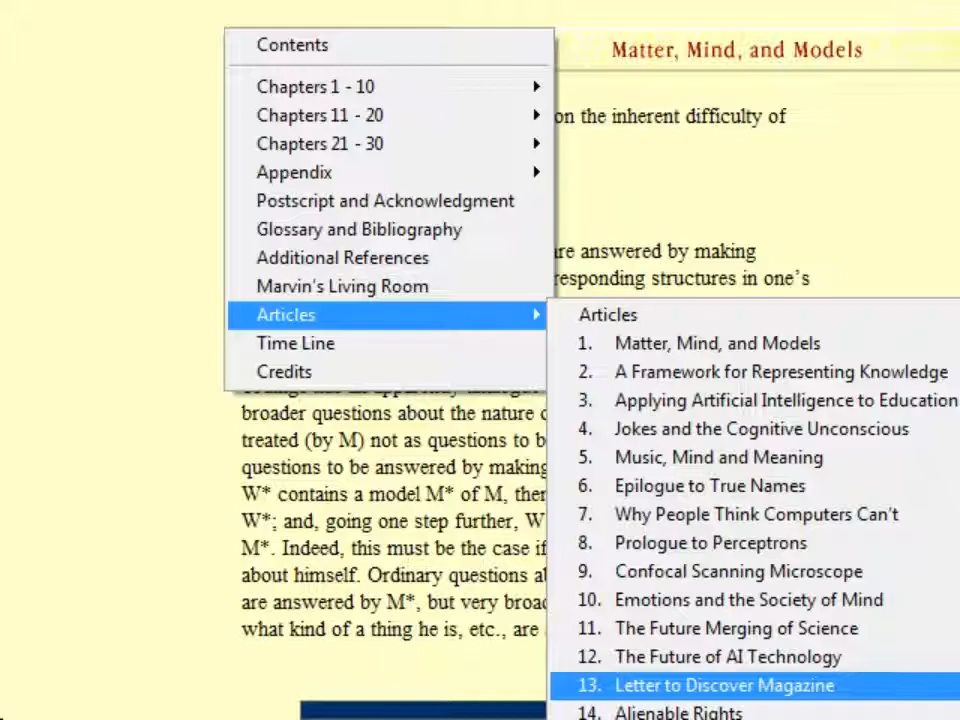 Contents
Matter, Mind, and Models
Chapters 1 - 10
Chapters 11 - 20
on the inherent difficulty of
Chapters 21 - 30
Appendix
Postscript and Acknowledgment
Glossary and Bibliography
are answered by making
Additional References
responding structures in one's
Marvin's Living Room
Articles
Time Line
Credits
Articles
1. Matter, Mind, and Models
2. A Framework for Representing Knowledge
3. Applying Artificial Intelligence to Education
4. Jokes and the Cognitive Unconscious
5. Music, Mind and Meaning
6. Epilogue to True Names
7. Why People Think Computers Can't
8. Prologue to Perceptrons
9. Confocal Scanning Microscope
10. Emotions and the Society of Mind
11. The Future Merging of Science
12. The Future of AI Technology
13. Letter to Discover Magazine
14. Alienable Rights
broader questions about the nature
treated (by M) not as questions to b
questions to be answered by making
W* contains a model M* of M, then
W*; and, going one step further, W
M*. Indeed, this must be the case if
about himself. Ordinary questions ab
are answered by M*, but very broad
what kind of a thing he is, etc., are